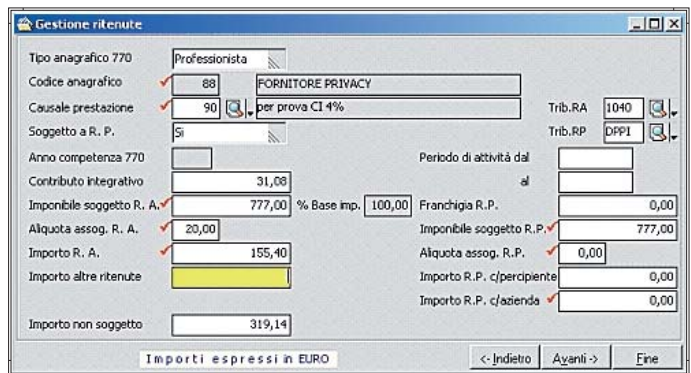 Gestione ritenute
Tipo anagrafico 770 Professionista
Codice anagrafico 88 FORNITORE PRIVACY
Causale prestazione 90 per prova CI 4% Trib.RA 1040
Soggetto a R. P. Si Trib.RP DPPI
Anno competenza 770 Periodo di attività dal
Contributo integrativo 31,08 al
Imponibile soggetto R. A. 777,00 % Base imp. 100,00 Franchigia R.P. 0,00
Aliquota assog. R. A. 20,00 Imponibile soggetto R.P. 777,00
Importo R. A. 155,40 Aliquota assog. R.P. 0,00
Importo altre ritenute Importo R.P. c/percipiente 0,00
Importo R.P. c/azienda 0,00
Importo non soggetto 319,14
Importi espressi in EURO <- Indietro Avanti -> Fine